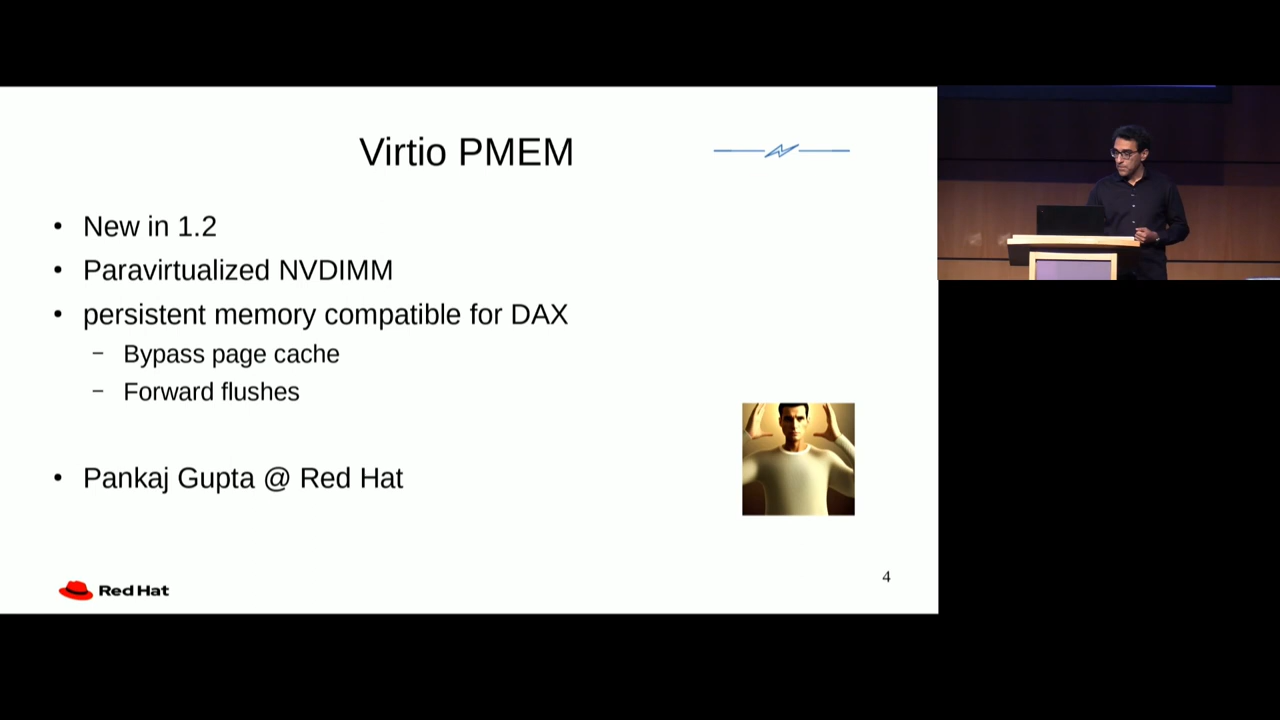 Virtio PMEM
• New in 1.2
• Paravirtualized NVDIMM
• persistent memory compatible for DAX
– Bypass page cache
– Forward flushes
• Pankaj Gupta @ Red Hat
Red Hat
4